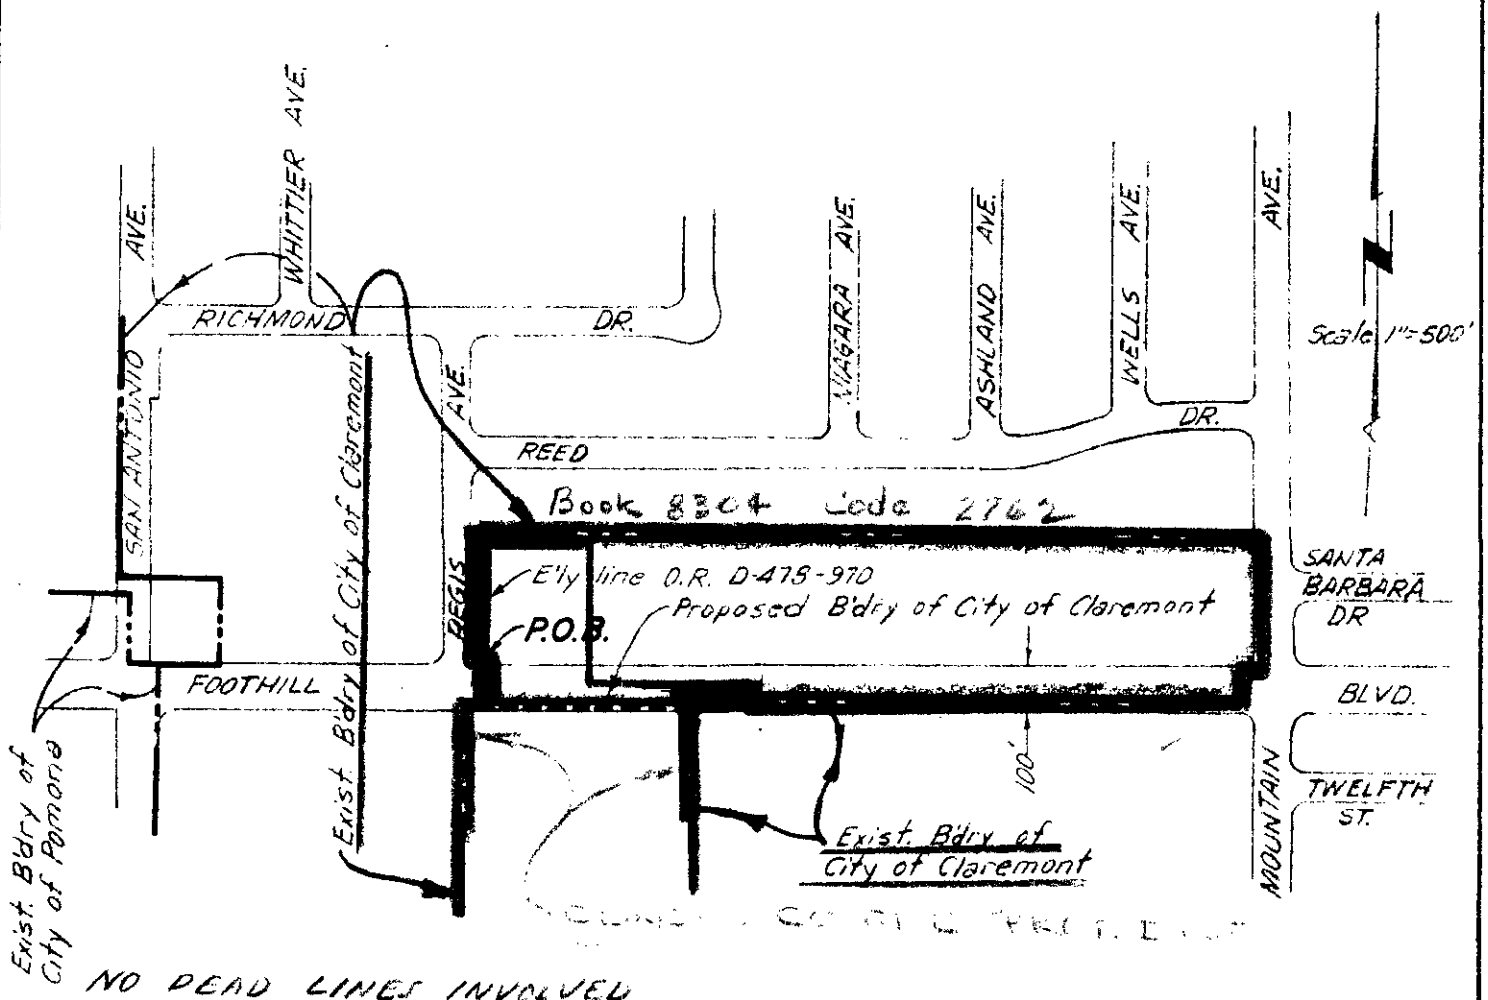 WHITTIER AVE.
AVE.
NIAGARA AVE.
ASHLAND AVE.
WELLS AVE.
AVE.
RICHMOND
DR.
Scale 1"=500'
SAN ANTONIO
AVE.
DR.
REED
Book 8304 Code 2762
Exist. B'dry of City of Claremont
REGIS
E'ly line O.R. D-475-970
Proposed B'dry of City of Claremont
P.O.B.
SANTA
BARBARA
DR
FOOTHILL
BLVD.
100'
Exist. B'dry of
City of Pomona
MOUNTAIN
TWELFTH
ST.
Exist. B'dry of
City of Claremont
NO DEAD LINES INVOLVED